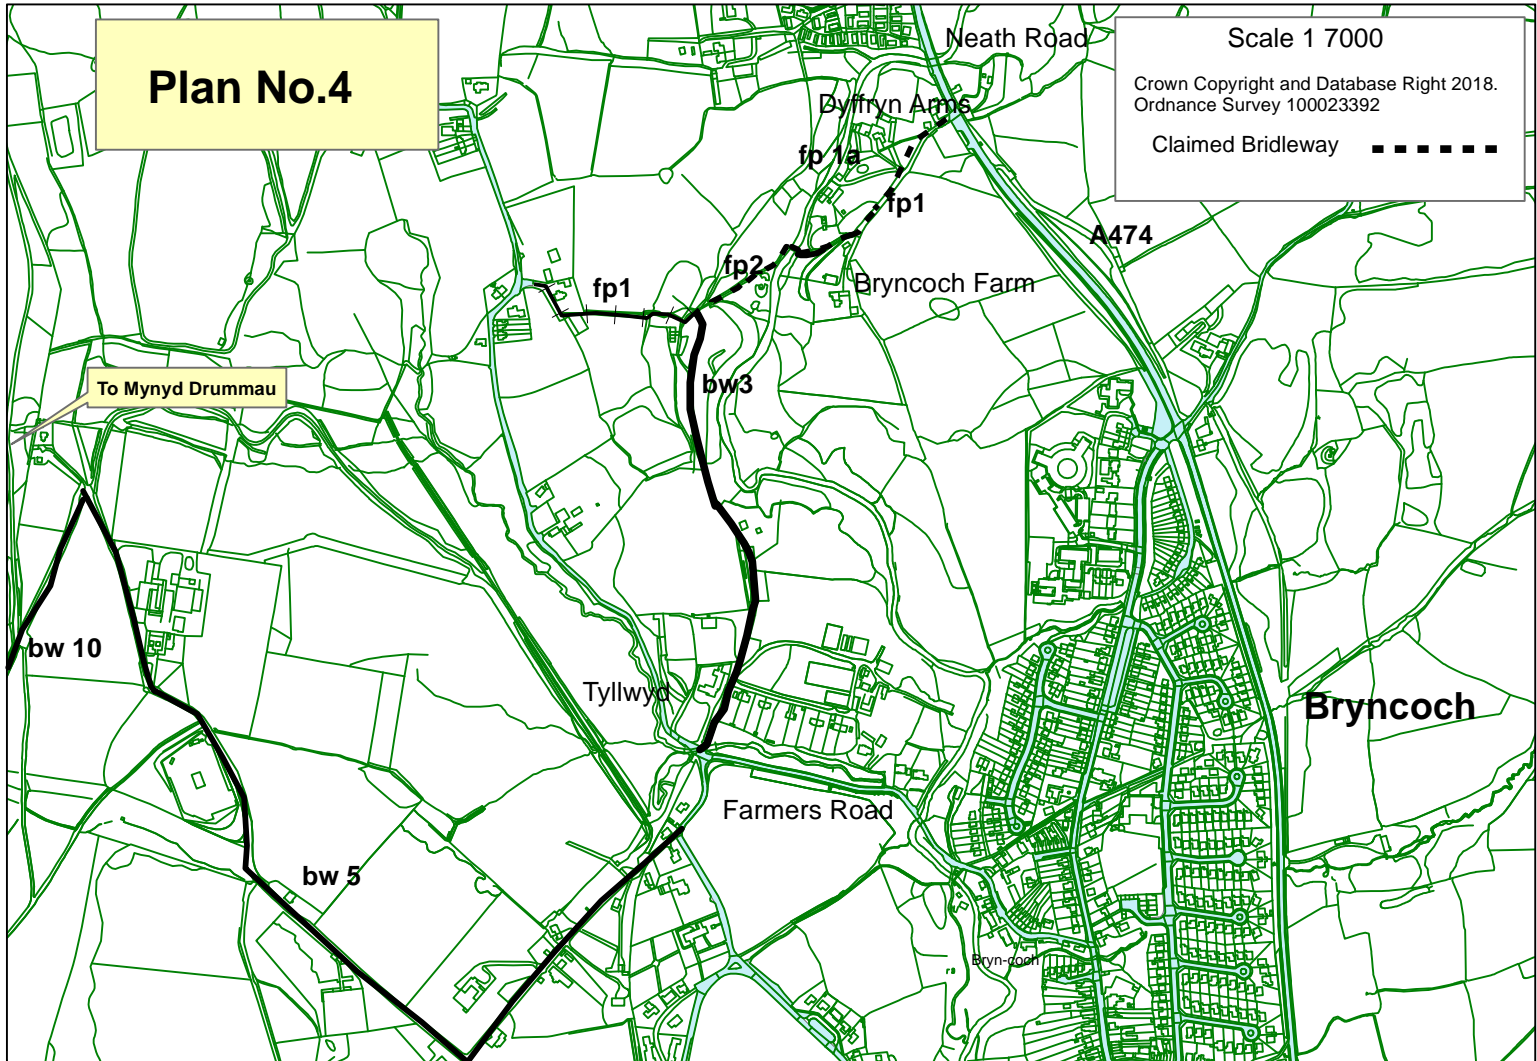 Plan No.4
Neath Road
Scale 1 7000
Crown Copyright and Database Right 2018.
Ordnance Survey 100023392
Claimed Bridleway
Dyffryn Arms
fp 1a
fp1
A474
fp2
Bryncoch Farm
fp1
bw3
To Mynyd Drummau
bw 10
Tyllwyd
Bryncoch
Farmers Road
bw 5
Bryn-coch